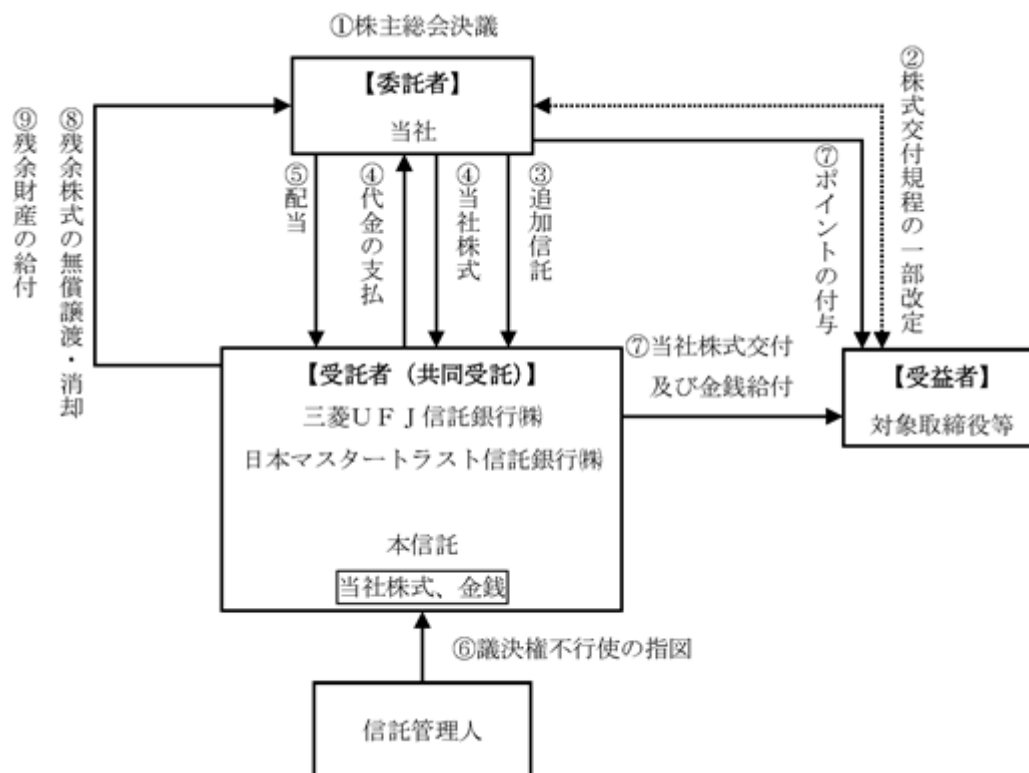 ①株主総会決議
【委託者】
当社
②株式交付規程の一部改定
⑦ポイントの付与
③追加信託
④当社株式
④代金の支払
⑤配当
⑧残余株式の無償譲渡・消却
⑨残余財産の給付
【受託者(共同受託)】
三菱UFJ信託銀行㈱
日本マスタートラスト信託銀行㈱
本信託
当社株式、金銭
⑦当社株式交付
及び金銭給付
【受益者】
対象取締役等
⑥議決権不行使の指図
信託管理人